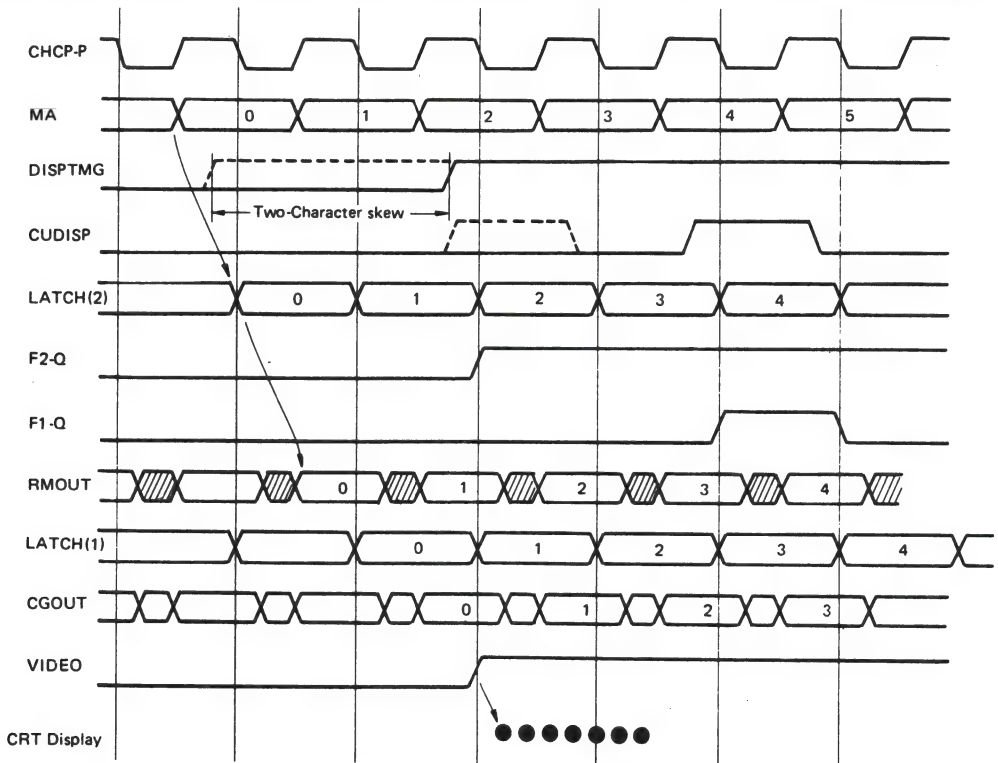 CHCP-P
MA 0 1 2 3 4 5
DISPTMG
Two-Character skew
CUDISP
LATCH(2) 0 1 2 3 4
F2-Q
F1-Q
RMOUT 0 1 2 3 4
LATCH(1) 0 1 2 3 4
CGOUT 0 1 2 3
VIDEO
CRT Display